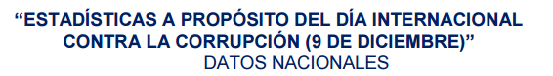 “ESTADÍSTICAS A PROPÓSITO DEL DÍA INTERNACIONAL
CONTRA LA CORRUPCIÓN (9 DE DICIEMBRE)”
DATOS NACIONALES